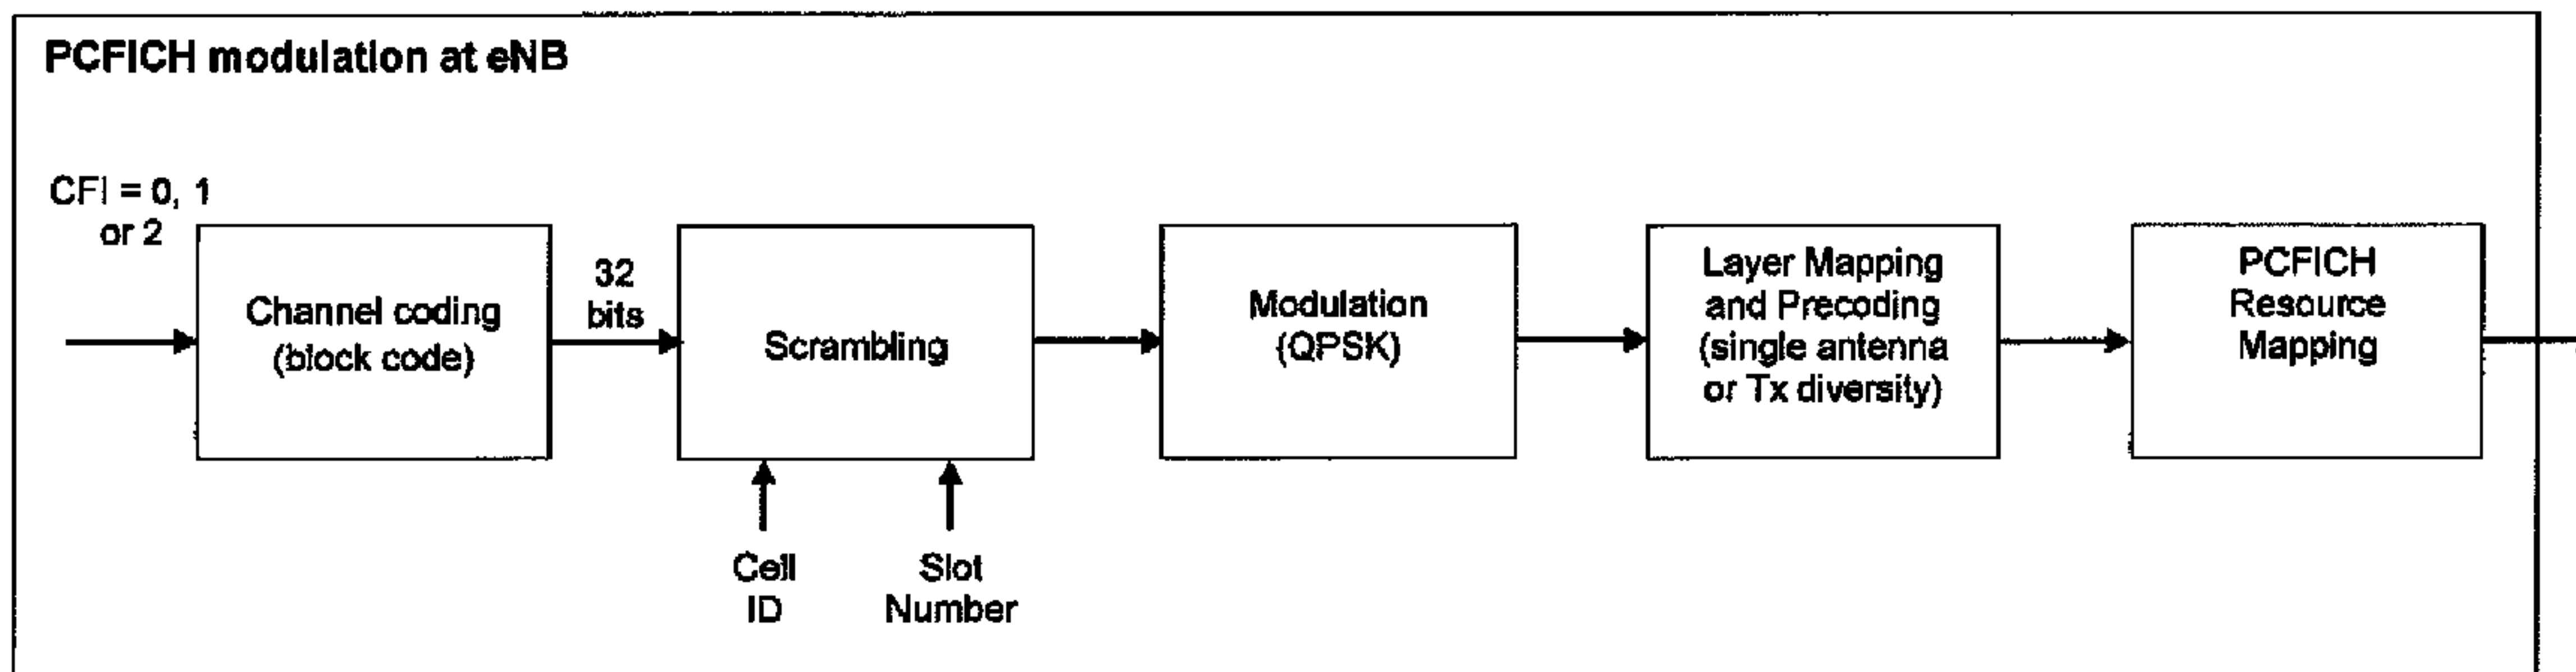 PCFICH modulation at eNB
CFI = 0, 1
or 2
Channel coding
(block code)
32
bits
Scrambling
Cell
ID
Slot
Number
Modulation
(QPSK)
Layer Mapping
and Precoding
(single antenna
or Tx diversity)
PCFICH
Resource
Mapping